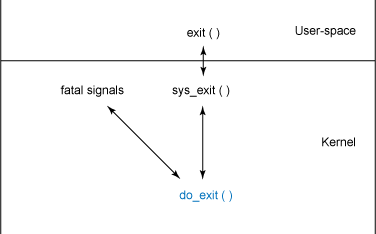 exit ( )
User-space
fatal signals
sys_exit ( )
Kernel
do_exit ( )